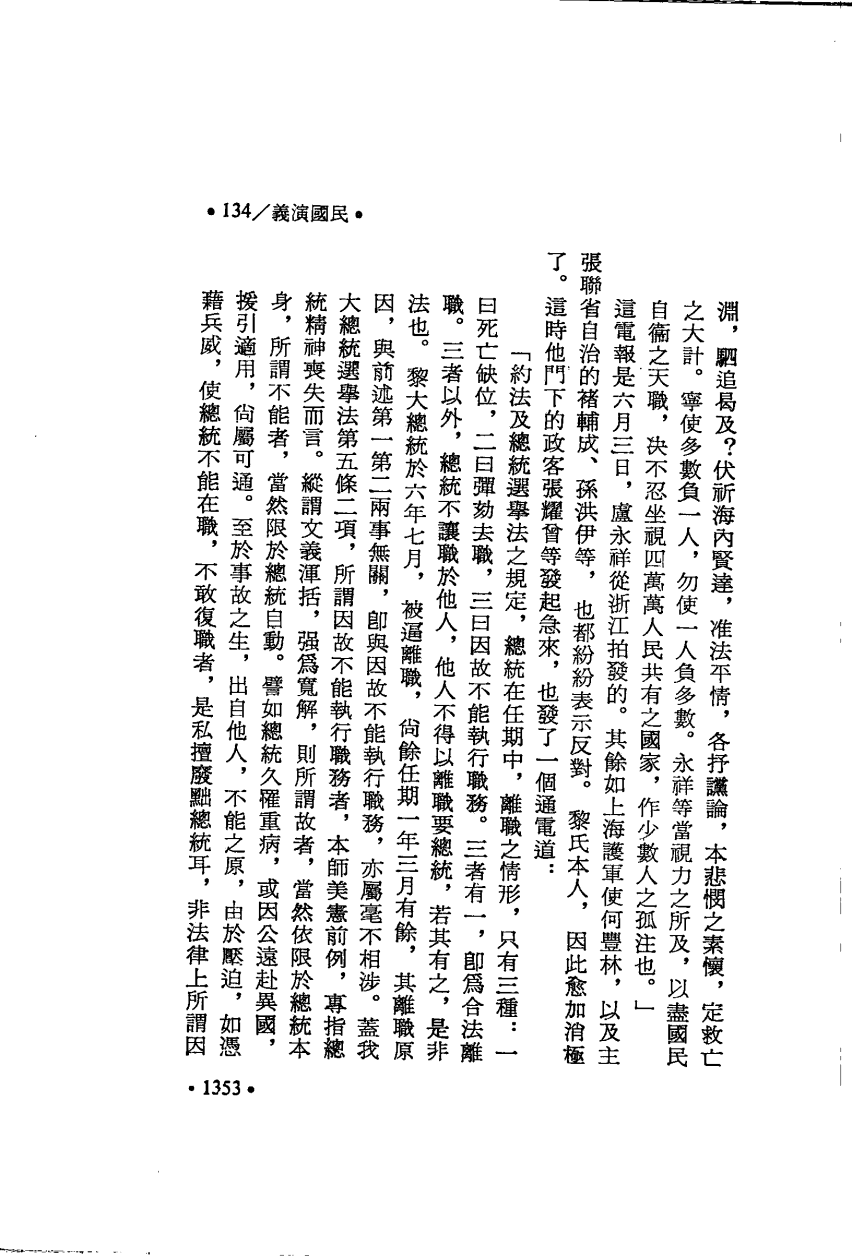 •134／義演國民•
淵，駟追曷及？伏祈海內賢達，准法平情，各抒讜論，本悲憫之素懷，定救亡
之大計。寧使多數負一人，勿使一人負多數。永祥等當視力之所及，以盡國民
自衞之天職，決不忍坐視四萬萬人民共有之國家，作少數人之孤注也。」
這電報是六月三日，盧永祥從浙江拍發的。其餘如上海護軍使何豐林，以及主
張聯省自治的褚輔成、孫洪伊等，也都紛紛表示反對。黎氏本人，因此愈加消極
了。這時他門下的政客張耀曾等發起急來，也發了一個通電道：
「約法及總統選舉法之規定，總統在任期中，離職之情形，只有三種：一
曰死亡缺位，二曰彈劾去職，三曰因故不能執行職務。三者有一，卽爲合法離
職。三者以外，總統不讓職於他人，他人不得以離職要總統，若其有之，是非
法也。黎大總統於六年七月，被逼離職，尙餘任期一年三月有餘，其離職原
因，與前述第一第二兩事無關，卽與因故不能執行職務，亦屬毫不相涉。蓋我
大總統選舉法第五條二項，所謂因故不能執行職務者，本師美憲前例，專指總
統精神喪失而言。縱謂文義渾括，强爲寬解，則所謂故者，當然依限於總統本
身，所謂不能者，當然限於總統自動。譬如總統久罹重病，或因公遠赴異國，
援引適用，尙屬可通。至於事故之生，出自他人，不能之原，由於壓迫，如憑
藉兵威，使總統不能在職，不敢復職者，是私擅廢黜總統耳，非法律上所謂因
•1353•